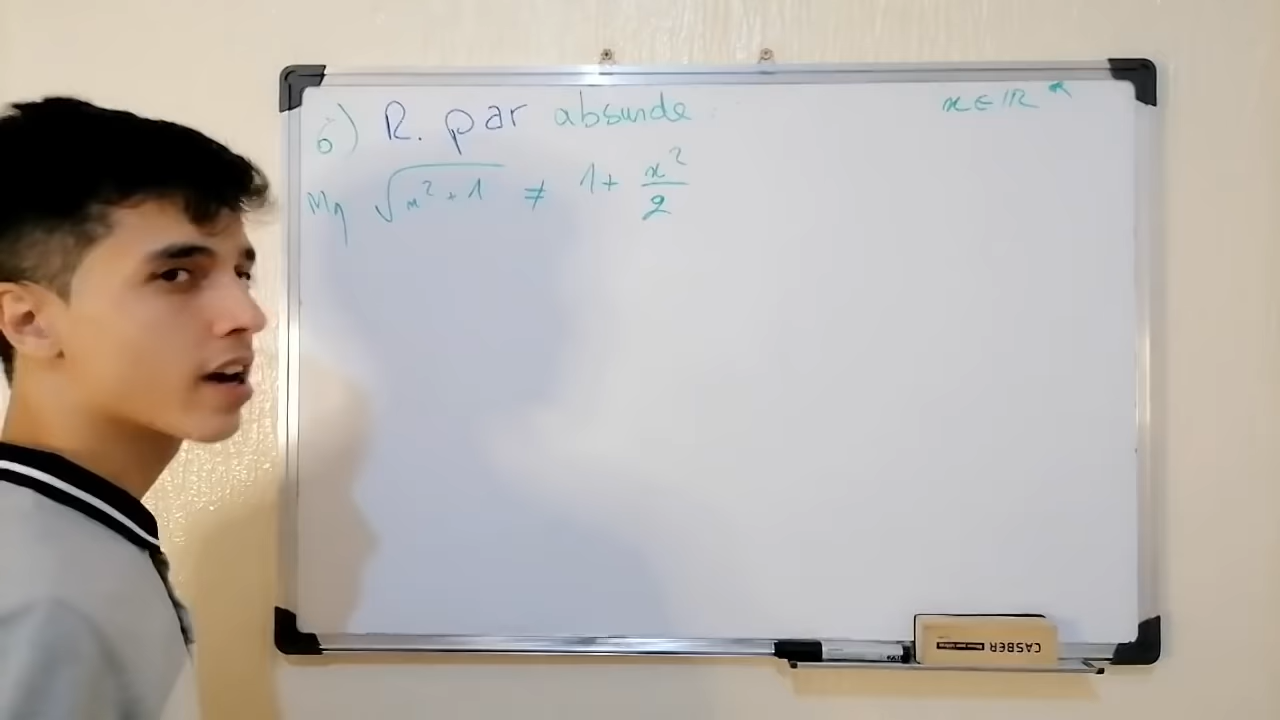 6) R. par absurde
x ∈ ℝ*
Mq √x² + 1 ≠ 1 + x²/2
CASBER